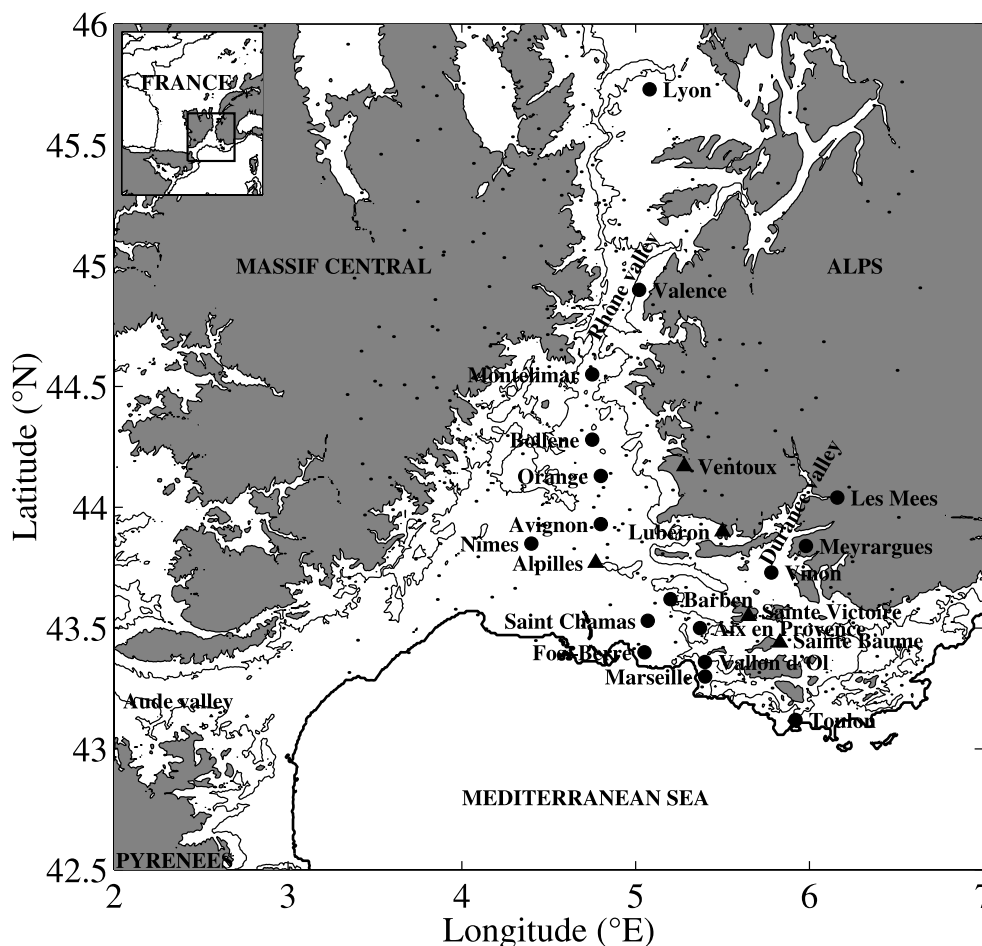 46
FRANCE
Lyon
45.5
45
MASSIF CENTRAL
ALPS
Rhone valley
Valence
44.5
Montelimar
Bollene
Orange
Ventoux
Durance valley
Les Mees
44
Avignon
Luberon
Nimes
Meyrargues
Alpilles
Vinon
Barben
43.5
Saint Chamas
Sainte Victoire
Aix en Provence
Sainte Baume
Fos/Berre
Vallon d'Ol
Marseille
Aude valley
Toulon
43
MEDITERRANEAN SEA
PYRENEES
42.5
2
3
4
5
6
7
Longitude (°E)
Latitude (°N)